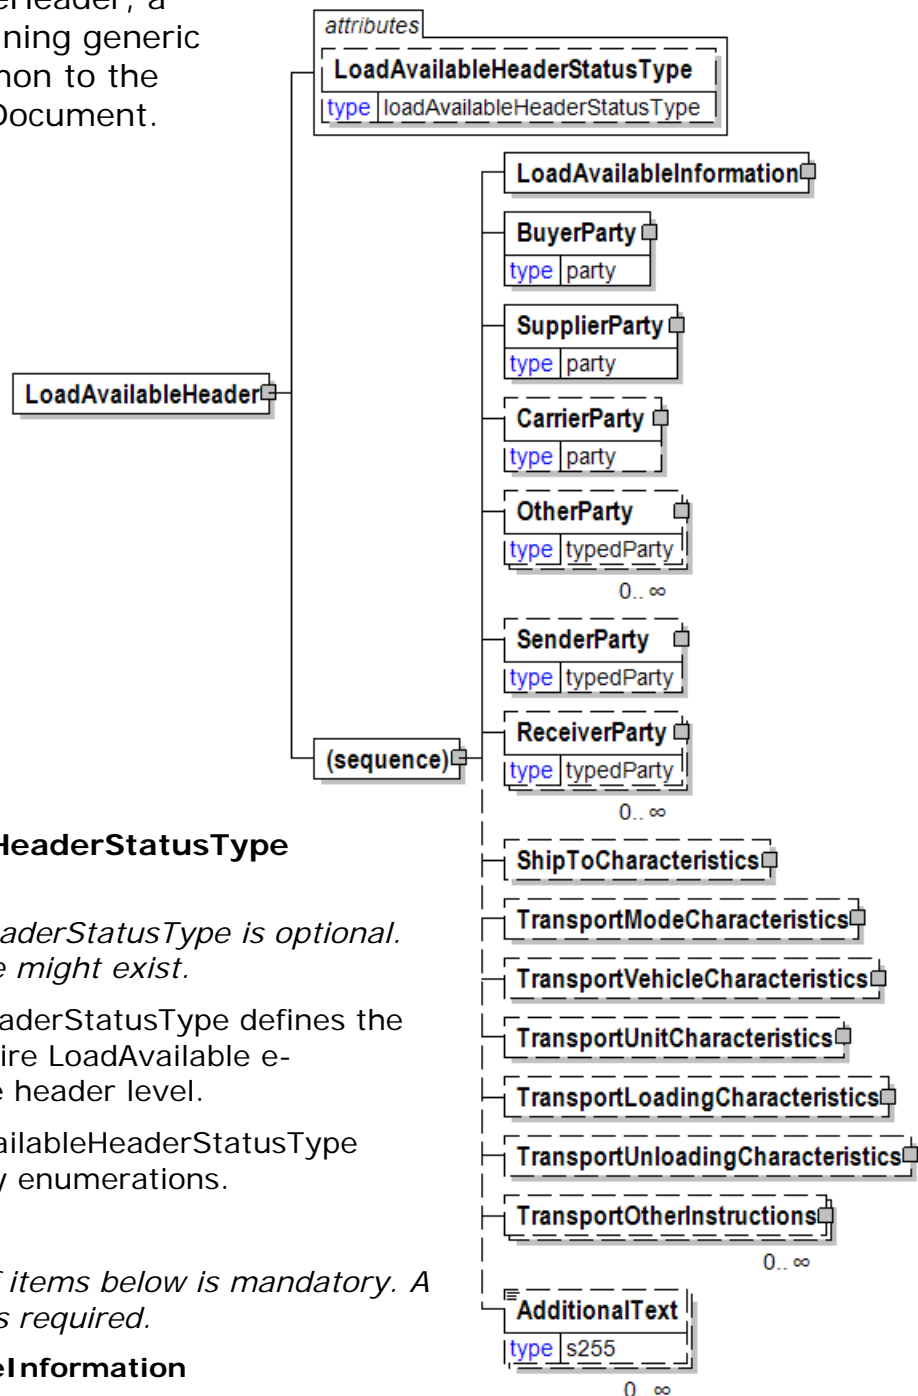 eHeader, a
ning generic
non to the
Document.
attributes
LoadAvailableHeaderStatusType
type loadAvailableHeaderStatusType
LoadAvailableInformation
BuyerParty
type party
SupplierParty
type party
LoadAvailableHeader
CarrierParty
type party
OtherParty
type typedParty
0..∞
SenderParty
type typedParty
(sequence)
ReceiverParty
type typedParty
0..∞
HeaderStatusType
ShipToCharacteristics
aderStatusType is optional.
e might exist.
TransportModeCharacteristics
TransportVehicleCharacteristics
aderStatusType defines the
ire LoadAvailable e-
e header level.
TransportUnitCharacteristics
TransportLoadingCharacteristics
ailableHeaderStatusType
y enumerations.
TransportUnloadingCharacteristics
TransportOtherInstructions
0..∞
f items below is mandatory. A
s required.
AdditionalText
type s255
0..∞
eInformation